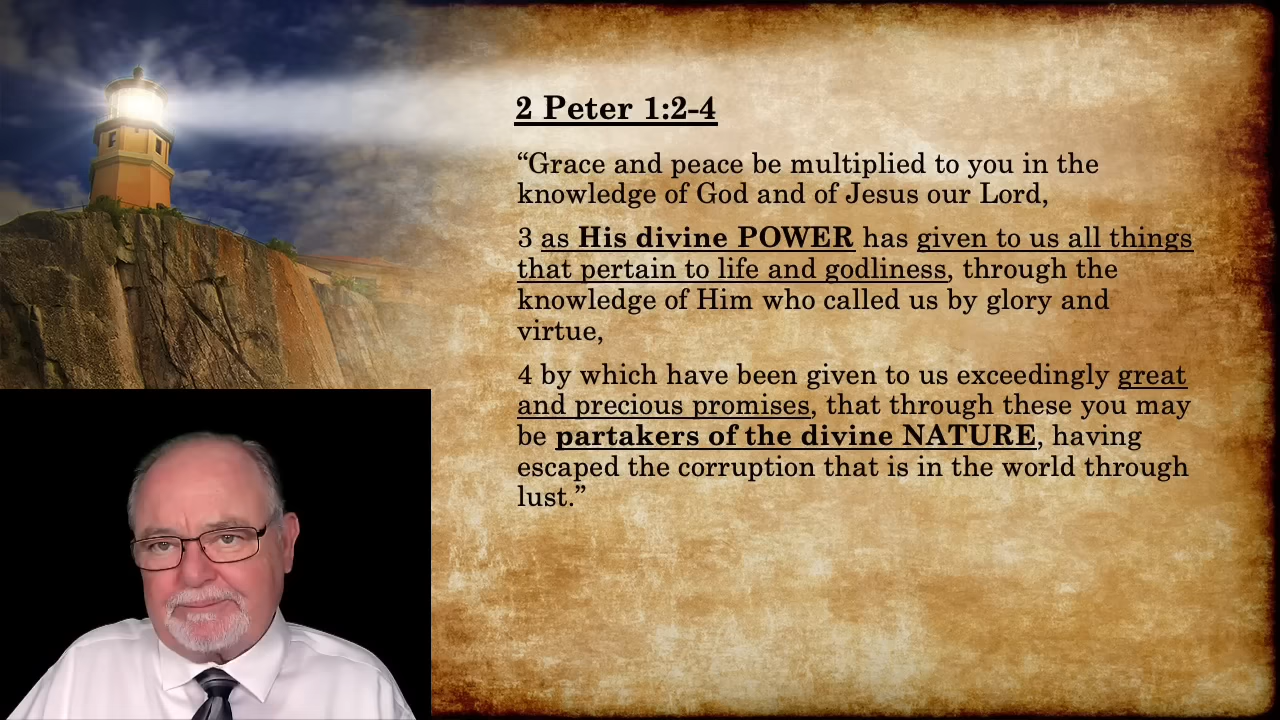 2 Peter 1:2-4
“Grace and peace be multiplied to you in the
knowledge of God and of Jesus our Lord,
3 as His divine POWER has given to us all things
that pertain to life and godliness, through the
knowledge of Him who called us by glory and
virtue,
4 by which have been given to us exceedingly great
and precious promises, that through these you may
be partakers of the divine NATURE, having
escaped the corruption that is in the world through
lust.”